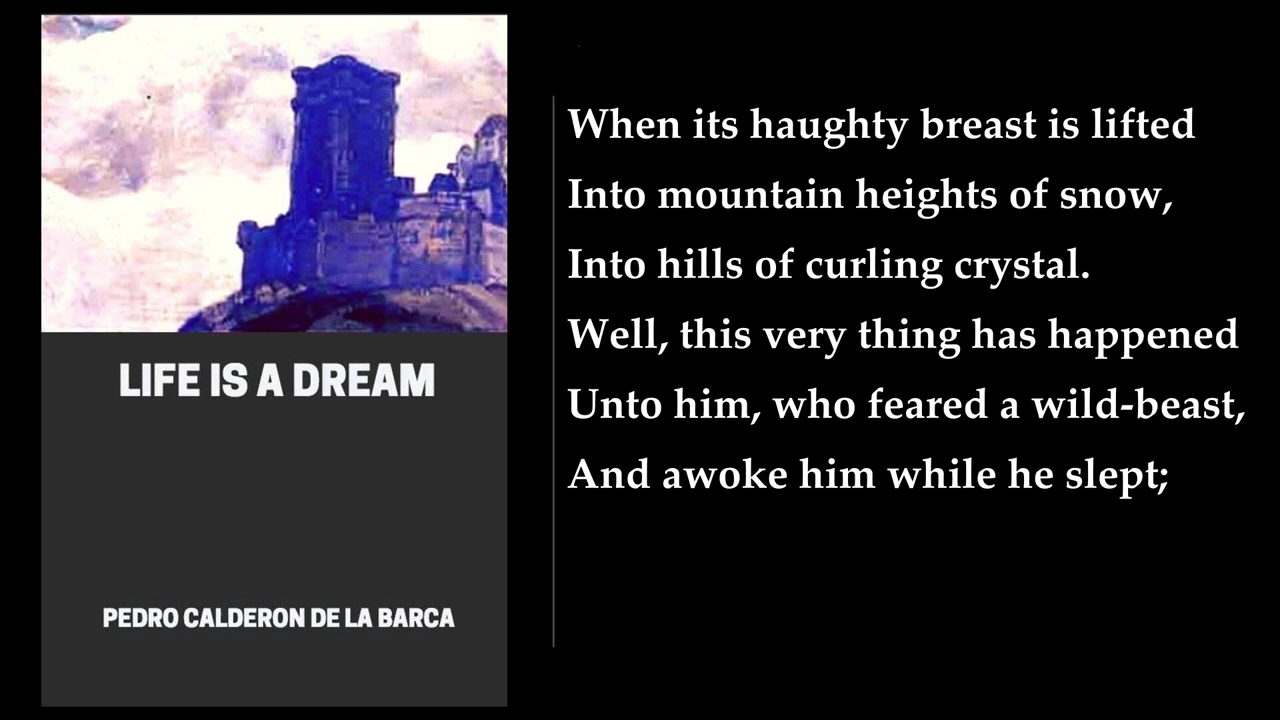 LIFE IS A DREAM
PEDRO CALDERON DE LA BARCA
When its haughty breast is lifted
Into mountain heights of snow,
Into hills of curling crystal.
Well, this very thing has happened
Unto him, who feared a wild-beast,
And awoke him while he slept;